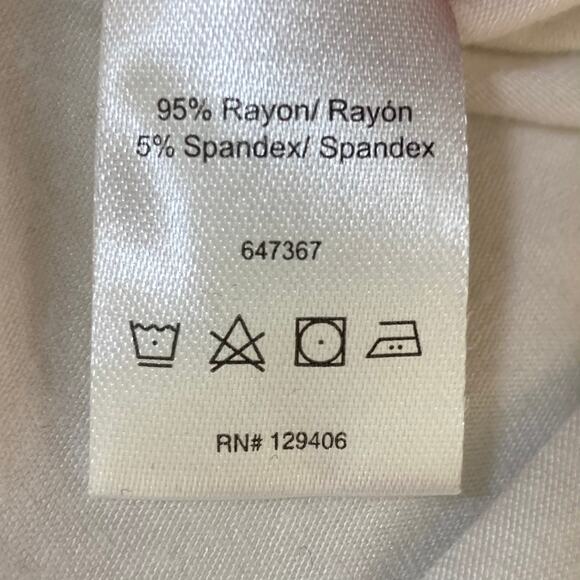 95% Rayon/ Rayón
5% Spandex/ Spandex
647367
RN# 129406